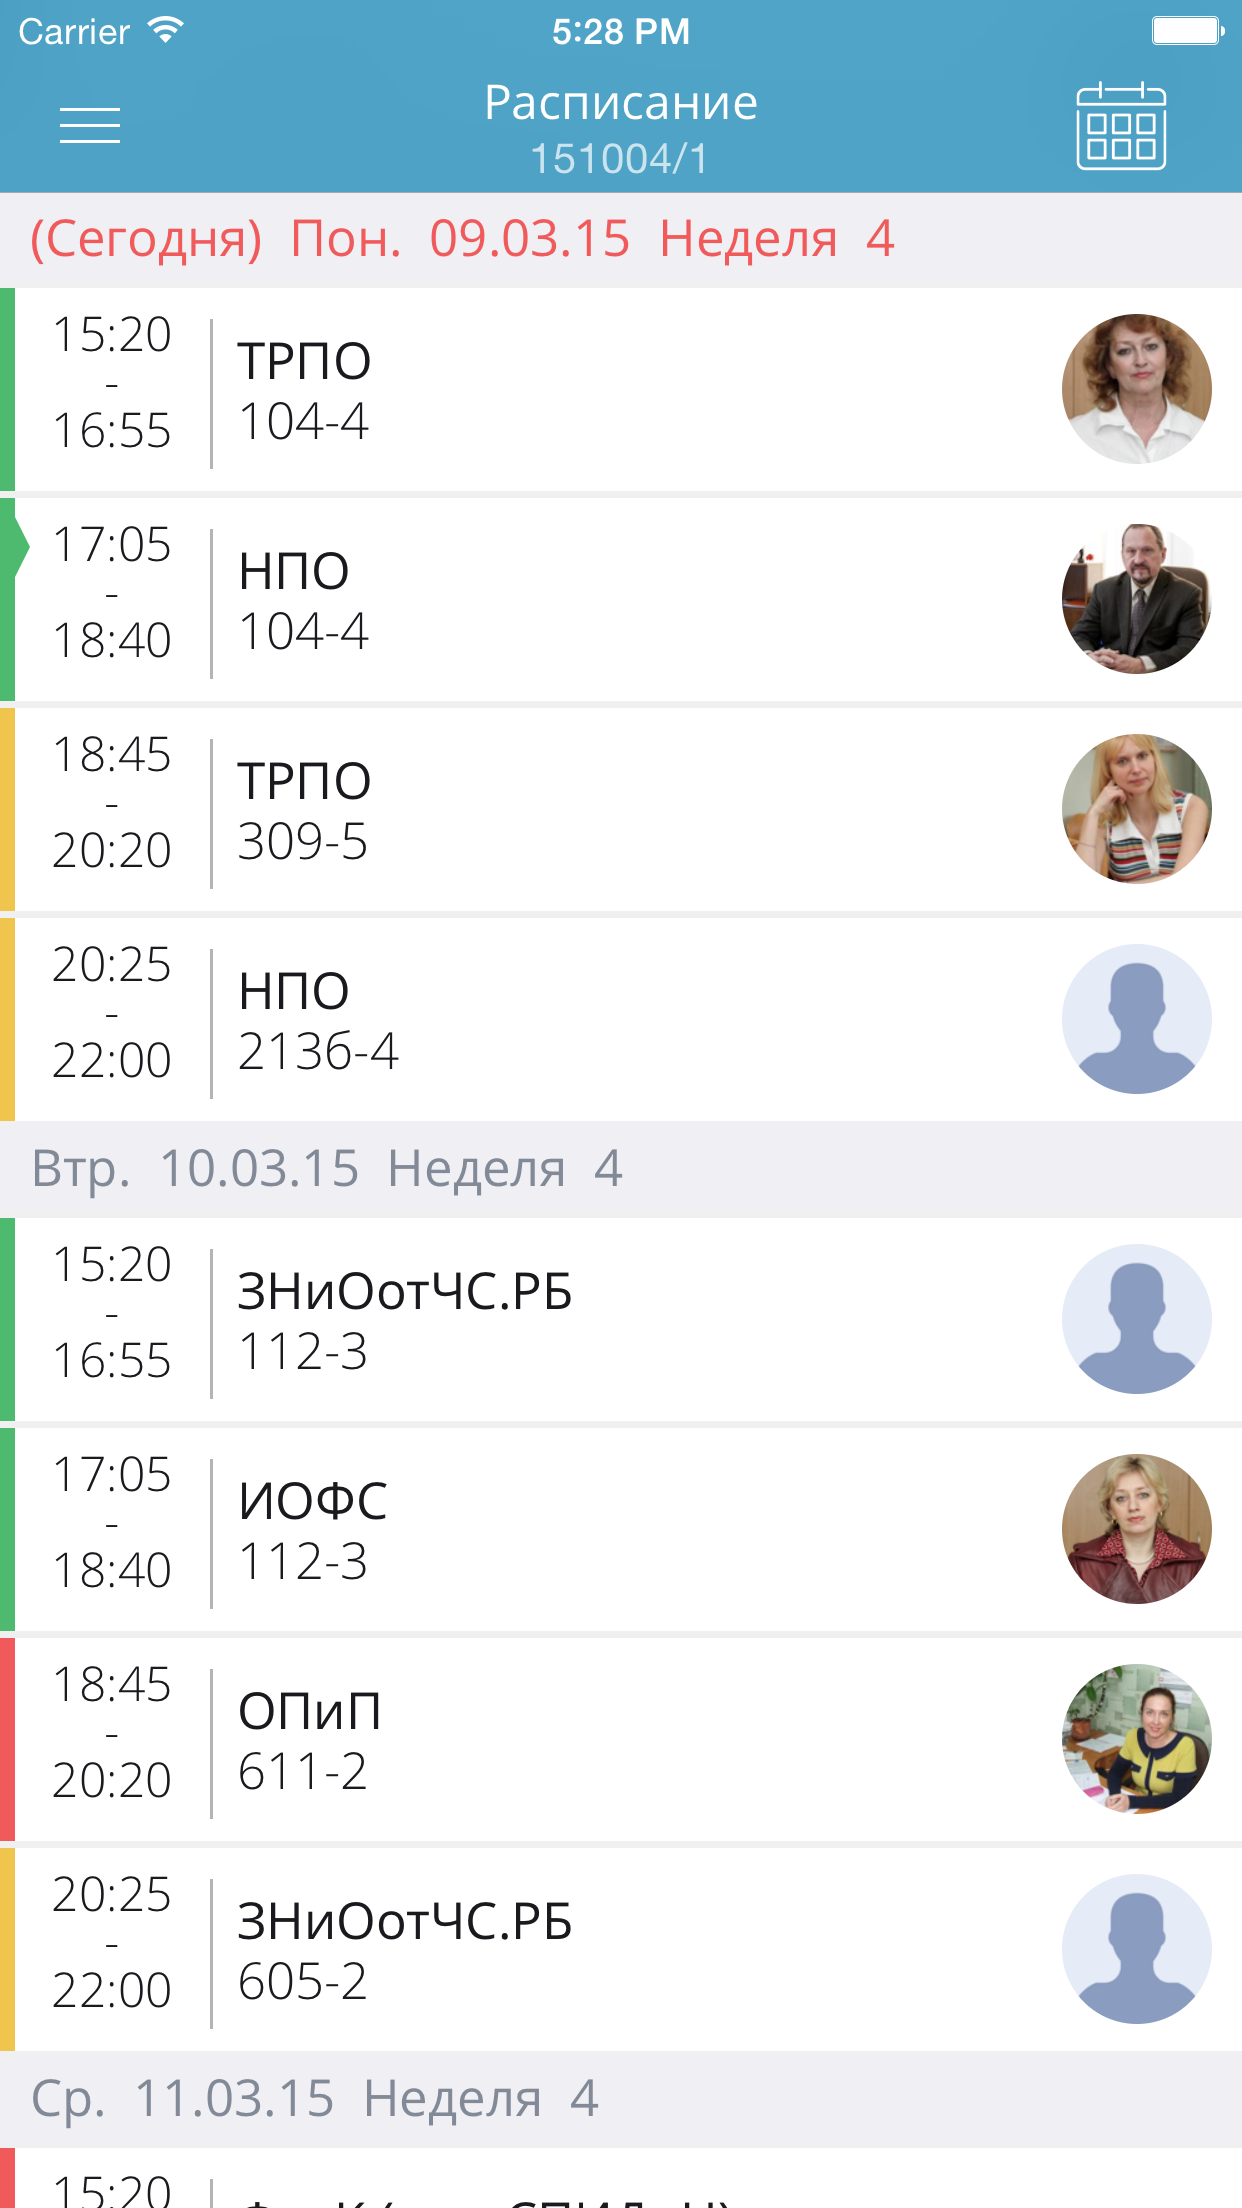 Carrier 5:28 PM
Расписание
151004/1
(Сегодня) Пон. 09.03.15 Неделя 4
15:20
-
16:55
ТРПО
104-4
17:05
-
18:40
НПО
104-4
18:45
-
20:20
ТРПО
309-5
20:25
-
22:00
НПО
213б-4
Втр. 10.03.15 Неделя 4
15:20
-
16:55
ЗНиОотЧС.РБ
112-3
17:05
-
18:40
ИОФС
112-3
18:45
-
20:20
ОПиП
611-2
20:25
-
22:00
ЗНиОотЧС.РБ
605-2
Ср. 11.03.15 Неделя 4
15:20